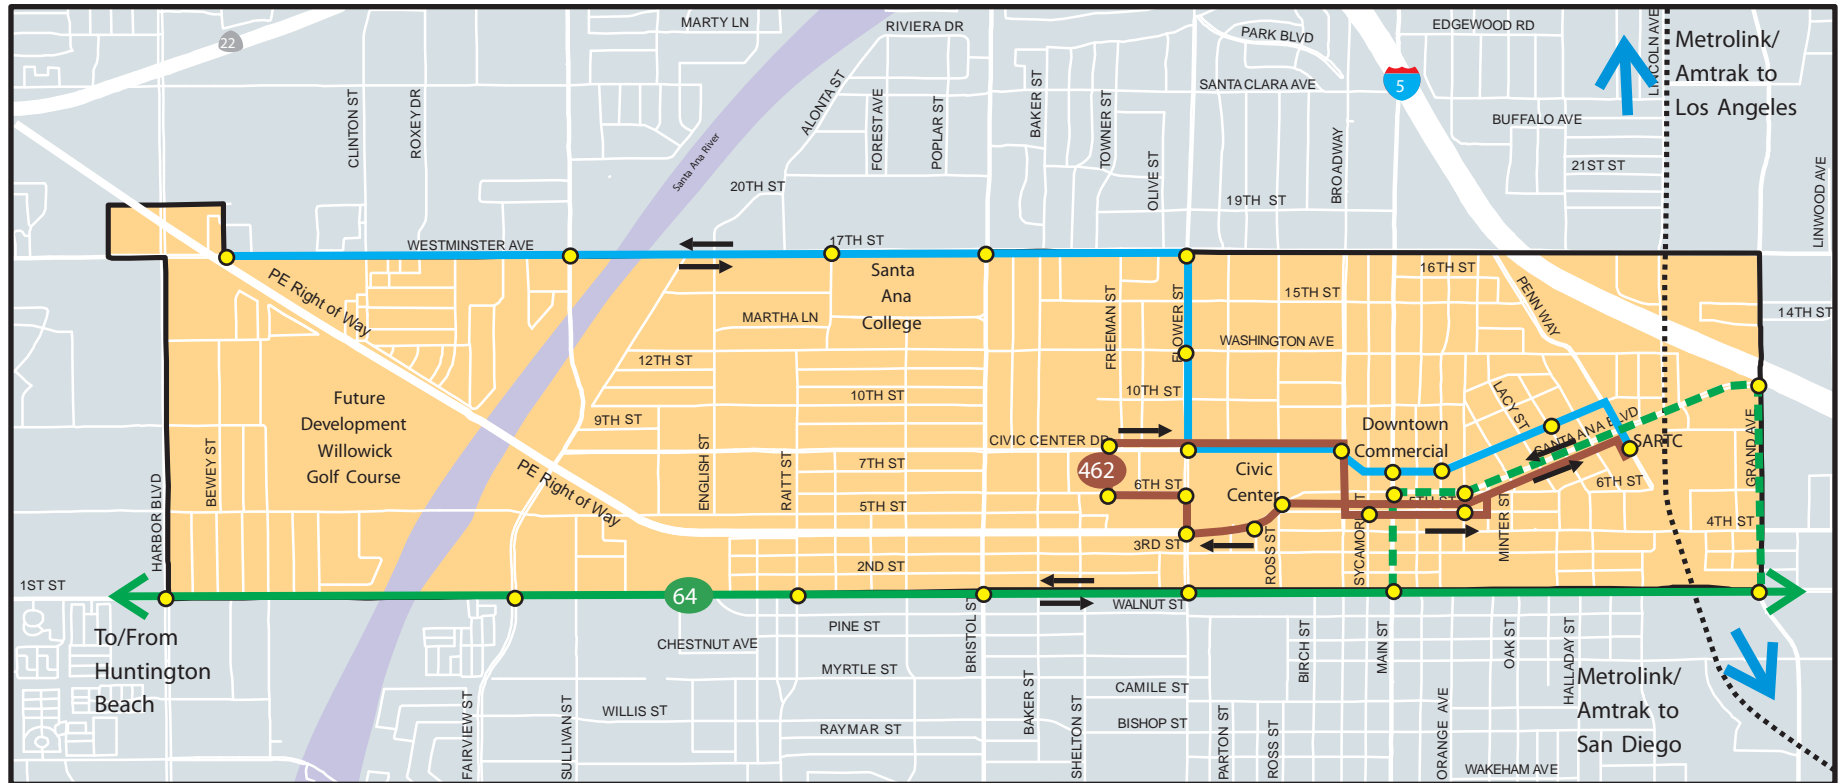 MARTY LN
RIVIERA DR
EDGEWOOD RD
PARK BLVD
LINCOLN AVE
Metrolink/
Amtrak to
Los Angeles
22
5
SANTA CLARA AVE
CLINTON ST
ROXEY DR
ALONTA ST
FOREST AVE
POPLAR ST
BAKER ST
TOWNER ST
OLIVE ST
BROADWAY
BUFFALO AVE
21ST ST
LINWOOD AVE
Santa Ana River
20TH ST
19TH ST
WESTMINSTER AVE
17TH ST
Santa
Ana
College
16TH ST
15TH ST
PENN WAY
14TH ST
PE Right of Way
MARTHA LN
FREEMAN ST
FLOWER ST
WASHINGTON AVE
12TH ST
10TH ST
10TH ST
LACY ST
Future
Development
Willowick
Golf Course
9TH ST
Downtown
Commercial
SANTA ANA BLVD
SARTC
GRAND AVE
CIVIC CENTER DR
BEWEY ST
ENGLISH ST
RAITT ST
7TH ST
462
Civic
Center
6TH ST
6TH ST
HARBOR BLVD
PE Right of Way
5TH ST
5TH ST
SYCAMORE ST
MINTER ST
4TH ST
3RD ST
ROSS ST
2ND ST
1ST ST
64
WALNUT ST
To/From
Huntington
Beach
PINE ST
CHESTNUT AVE
BRISTOL ST
BIRCH ST
MAIN ST
OAK ST
HALLADAY ST
MYRTLE ST
CAMILE ST
Metrolink/
Amtrak to
San Diego
FAIRVIEW ST
SULLIVAN ST
WILLIS ST
RAYMAR ST
BAKER ST
SHELTON ST
BISHOP ST
PARTON ST
ROSS ST
ORANGE AVE
WAKEHAM AVE